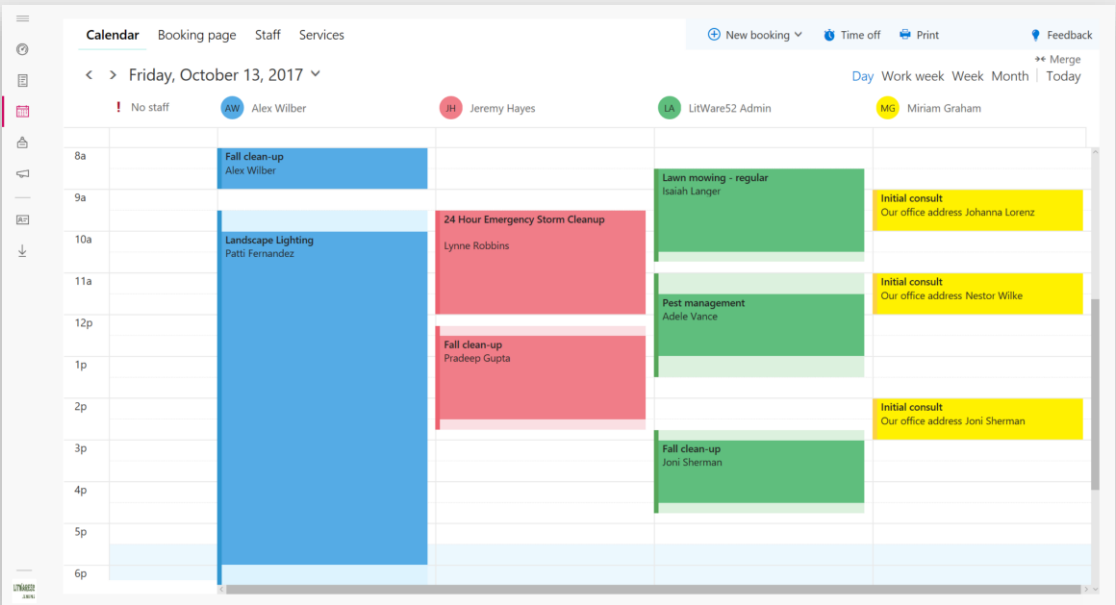 Calendar Booking page Staff Services
New booking Time off Print Feedback
Merge
Friday, October 13, 2017
Day Work week Week Month Today
! No staff AW Alex Wilber JH Jeremy Hayes LA LitWare52 Admin MG Miriam Graham
8a
Fall clean-up
Alex Wilber
Lawn mowing - regular
Isaiah Langer
9a
Initial consult
Our office address Johanna Lorenz
24 Hour Emergency Storm Cleanup
Lynne Robbins
10a
Landscape Lighting
Patti Fernandez
11a
Initial consult
Our office address Nestor Wilke
Pest management
Adele Vance
12p
Fall clean-up
Pradeep Gupta
1p
2p
Initial consult
Our office address Joni Sherman
3p
Fall clean-up
Joni Sherman
4p
5p
6p